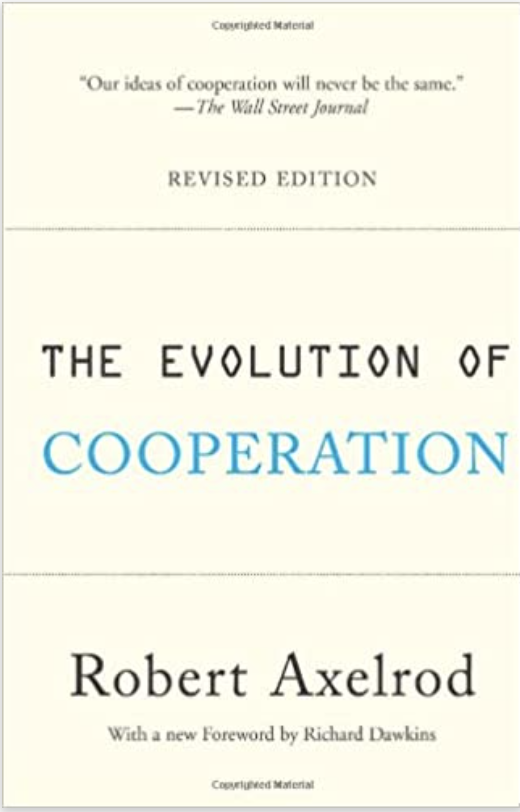 Copyrighted Material
“Our ideas of cooperation will never be the same.”
—The Wall Street Journal
REVISED EDITION
THE EVOLUTION OF
COOPERATION
Robert Axelrod
With a new Foreword by Richard Dawkins
Copyrighted Material